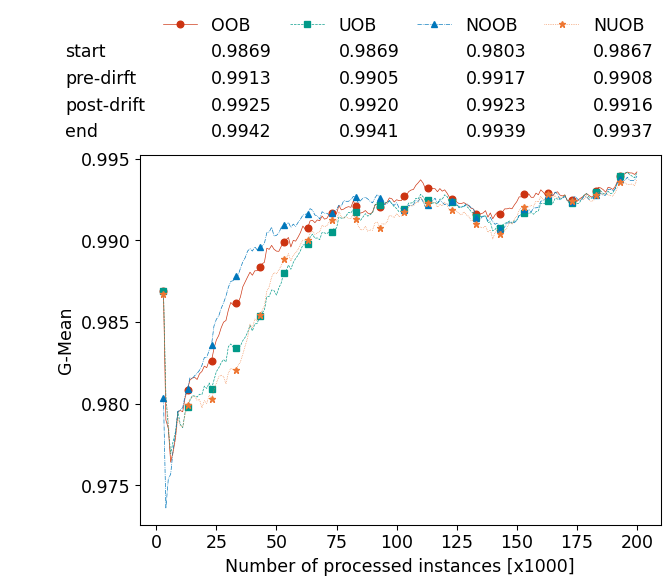 OOB UOB NOOB NUOB
start 0.9869 0.9869 0.9803 0.9867
pre-dirft 0.9913 0.9905 0.9917 0.9908
post-drift 0.9925 0.9920 0.9923 0.9916
end 0.9942 0.9941 0.9939 0.9937
0.995
0.990
0.985
0.980
0.975
G-Mean
0 25 50 75 100 125 150 175 200
Number of processed instances [x1000]